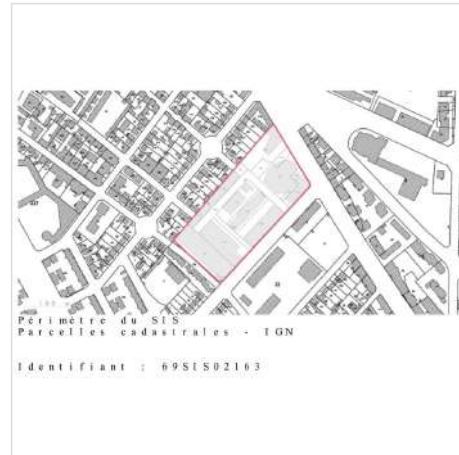 Périmètre du SIS
Parcelles cadastrales - IGN
Identifiant : 69SIS02163